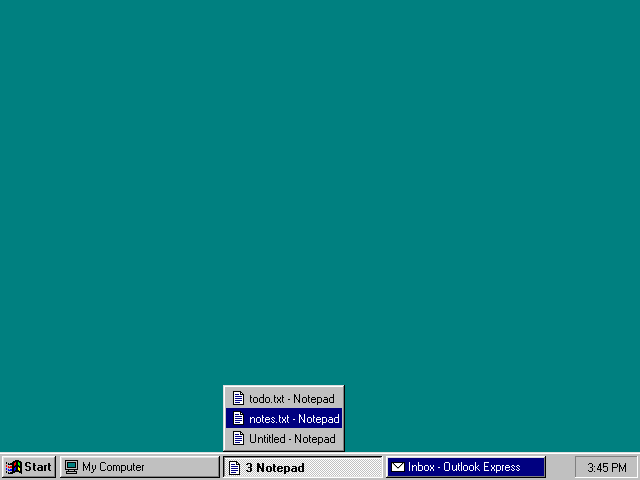 todo.txt - Notepad
notes.txt - Notepad
Untitled - Notepad
Start
My Computer
3 Notepad
Inbox - Outlook Express
3:45 PM